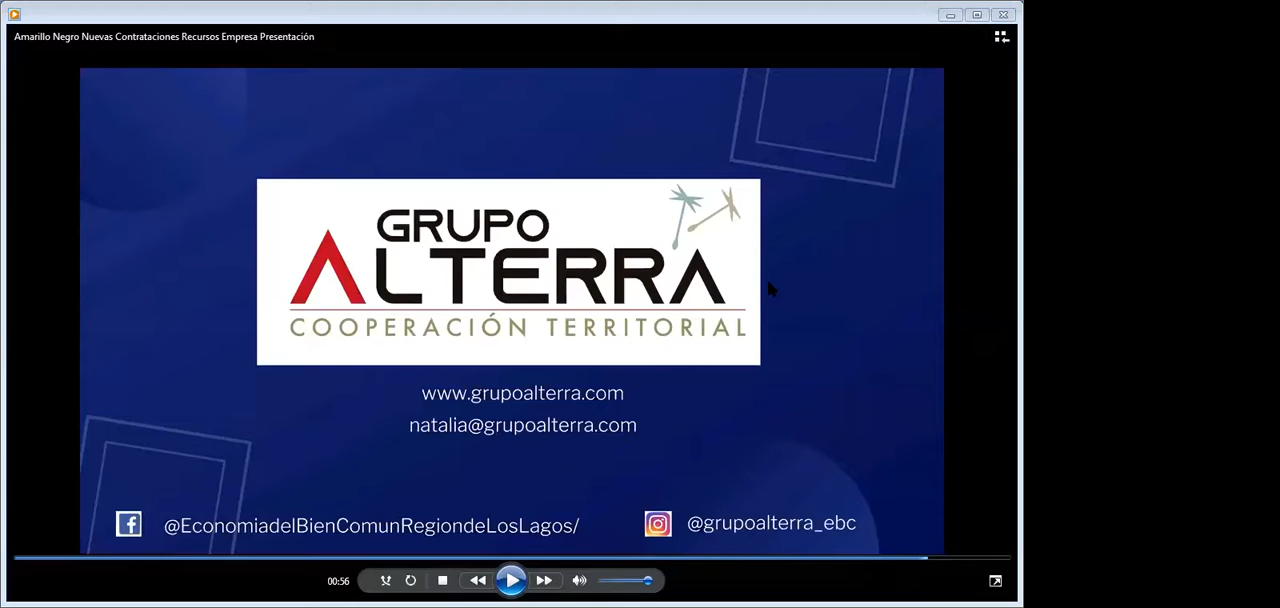 Amarillo Negro Nuevas Contrataciones Recursos Empresa Presentación
GRUPO
ALTERRA
COOPERACIÓN TERRITORIAL
www.grupoalterra.com
natalia@grupoalterra.com
@EconomiadelBienComunRegiondeLosLagos/
@grupoalterra_ebc
00:56